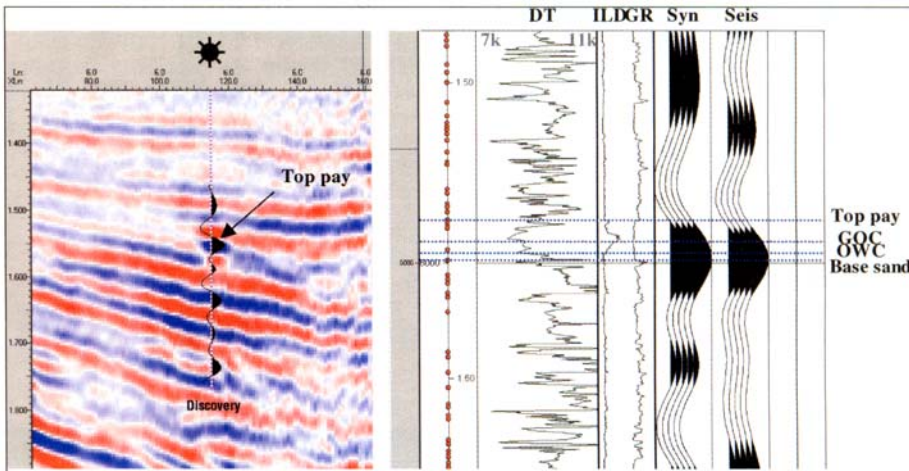 DT ILD GR Syn Seis
7k 11k
Ln: 6.0 6.0 6.0 6.0 6.0
XLn: 80.0 100.0 120.0 140.0 160.0
1.400
1.500
1.600
1.700
1.800
Top pay
Discovery
1.50
5000
1.60
Top pay
GOC
OWC
Base sand